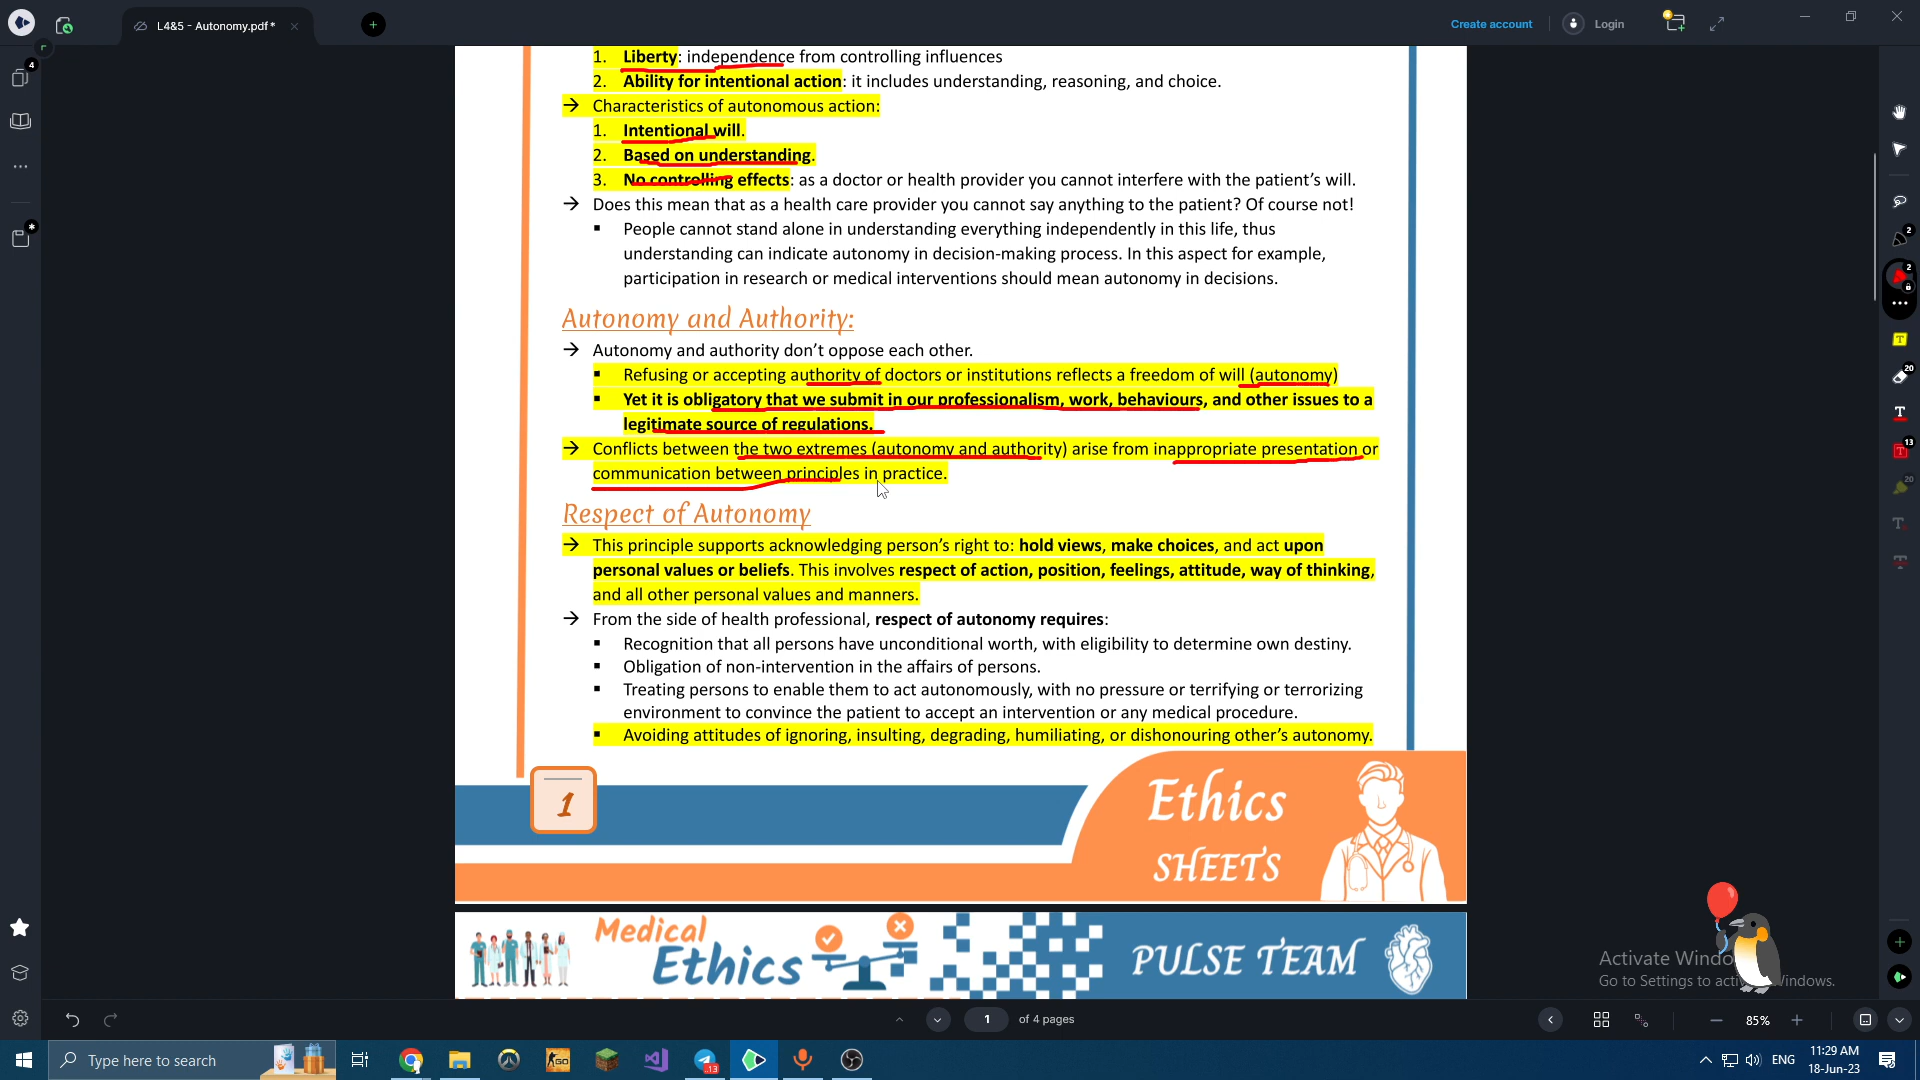 L4&5 - Autonomy.pdf*
Create account
Login
1. Liberty: independence from controlling influences
2. Ability for intentional action: it includes understanding, reasoning, and choice.
→ Characteristics of autonomous action:
1. Intentional will.
2. Based on understanding.
3. No controlling effects: as a doctor or health provider you cannot interfere with the patient's will.
→ Does this mean that as a health care provider you cannot say anything to the patient? Of course not!
▪ People cannot stand alone in understanding everything independently in this life, thus
understanding can indicate autonomy in decision-making process. In this aspect for example,
participation in research or medical interventions should mean autonomy in decisions.
Autonomy and Authority:
→ Autonomy and authority don't oppose each other.
▪ Refusing or accepting authority of doctors or institutions reflects a freedom of will (autonomy)
▪ Yet it is obligatory that we submit in our professionalism, work, behaviours, and other issues to a
legitimate source of regulations.
→ Conflicts between the two extremes (autonomy and authority) arise from inappropriate presentation or
communication between principles in practice.
Respect of Autonomy
→ This principle supports acknowledging person's right to: hold views, make choices, and act upon
personal values or beliefs. This involves respect of action, position, feelings, attitude, way of thinking,
and all other personal values and manners.
→ From the side of health professional, respect of autonomy requires:
▪ Recognition that all persons have unconditional worth, with eligibility to determine own destiny.
▪ Obligation of non-intervention in the affairs of persons.
▪ Treating persons to enable them to act autonomously, with no pressure or terrifying or terrorizing
environment to convince the patient to accept an intervention or any medical procedure.
▪ Avoiding attitudes of ignoring, insulting, degrading, humiliating, or dishonouring other's autonomy.
1
Ethics
SHEETS
Medical
Ethics
PULSE TEAM
4
2
2
20
13
20
Activate Windo
Go to Settings to acti indows.
1
of 4 pages
85%
Type here to search
GO
13
ENG
11:29 AM
18-Jun-23